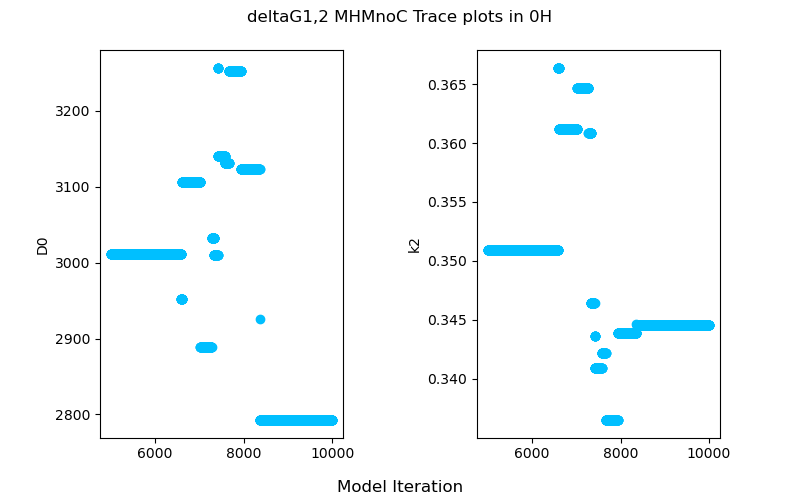 deltaG1,2 MHMnoC Trace plots in 0H
3200
3100
3000
2900
2800
D0
6000 8000 10000
0.365
0.360
0.355
0.350
0.345
0.340
k2
6000 8000 10000
Model Iteration